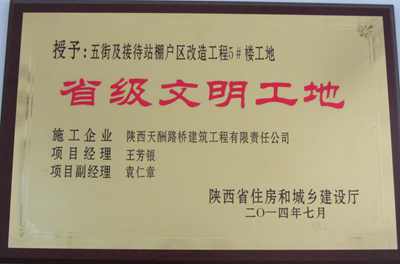 授予:五街及接待站棚户区改造工程5#楼工地
省级文明工地
施工企业 陕西天酬路桥建筑工程有限责任公司
项目经理 王芳银
项目副经理 袁仁章
陕西省住房和城乡建设厅
二〇一四年七月